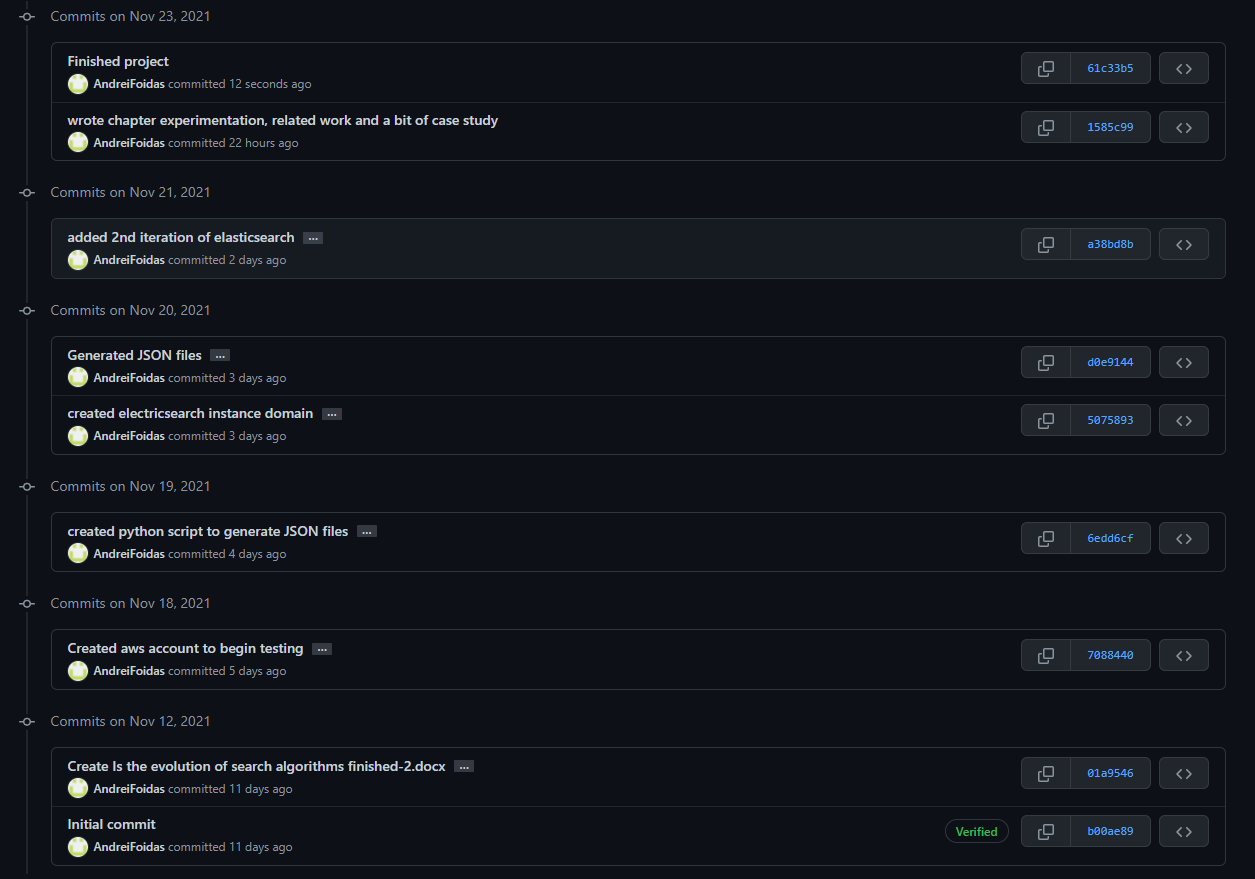 Commits on Nov 23, 2021
Finished project
61c33b5
AndreiFoidas committed 12 seconds ago
wrote chapter experimentation, related work and a bit of case study
1585c99
AndreiFoidas committed 22 hours ago
Commits on Nov 21, 2021
added 2nd iteration of elasticsearch ...
a38bd8b
AndreiFoidas committed 2 days ago
Commits on Nov 20, 2021
Generated JSON files ...
d0e9144
AndreiFoidas committed 3 days ago
created electricsearch instance domain ...
5075893
AndreiFoidas committed 3 days ago
Commits on Nov 19, 2021
created python script to generate JSON files ...
6edd6cf
AndreiFoidas committed 4 days ago
Commits on Nov 18, 2021
Created aws account to begin testing ...
7088440
AndreiFoidas committed 5 days ago
Commits on Nov 12, 2021
Create Is the evolution of search algorithms finished-2.docx ...
01a9546
AndreiFoidas committed 11 days ago
Initial commit
Verified
b00ae89
AndreiFoidas committed 11 days ago